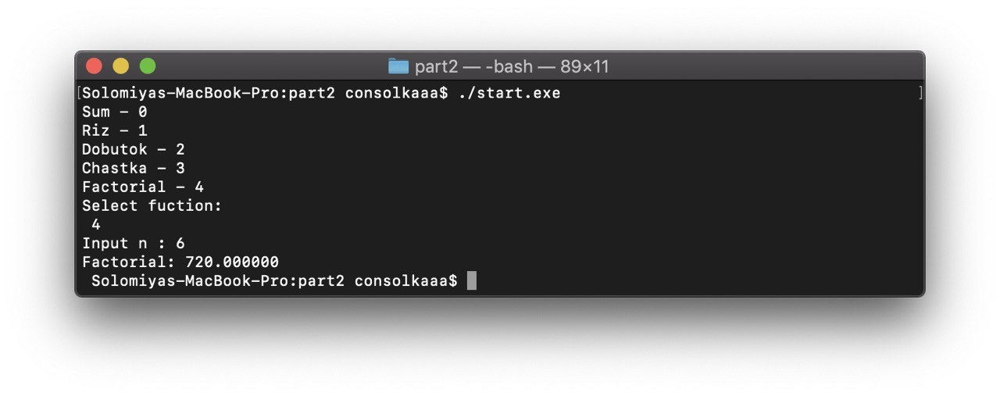 part2 — -bash — 89×11
[Solomiyas-MacBook-Pro:part2 consolkaaa$ ./start.exe ]
Sum - 0
Riz - 1
Dobutok - 2
Chastka - 3
Factorial - 4
Select fuction:
4
Input n : 6
Factorial: 720.000000
Solomiyas-MacBook-Pro:part2 consolkaaa$